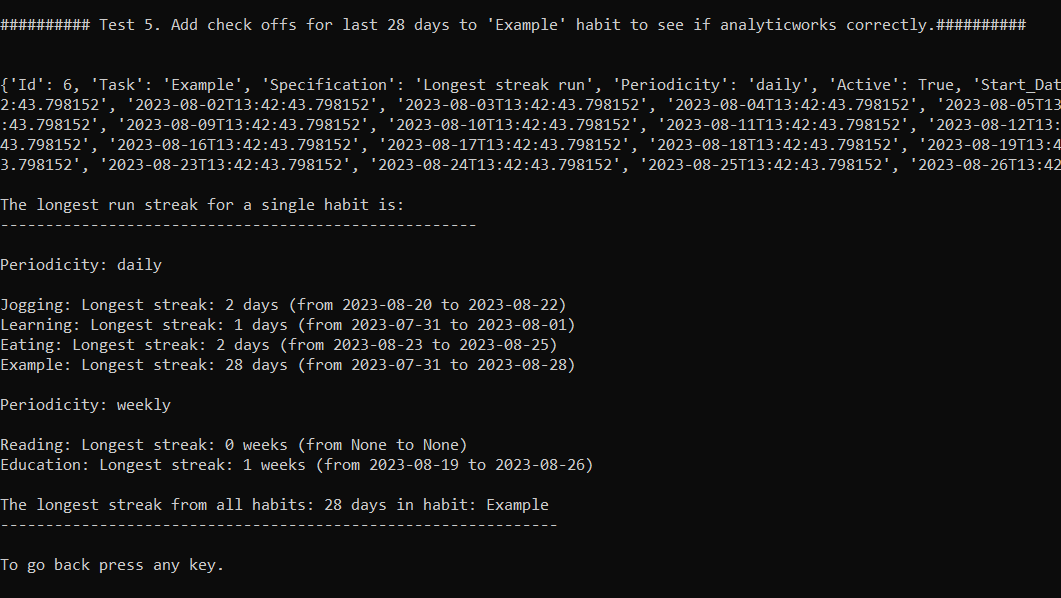 ########## Test 5. Add check offs for last 28 days to 'Example' habit to see if analyticworks correctly.##########
{'Id': 6, 'Task': 'Example', 'Specification': 'Longest streak run', 'Periodicity': 'daily', 'Active': True, 'Start_Dat
2:43.798152', '2023-08-02T13:42:43.798152', '2023-08-03T13:42:43.798152', '2023-08-04T13:42:43.798152', '2023-08-05T13
:43.798152', '2023-08-09T13:42:43.798152', '2023-08-10T13:42:43.798152', '2023-08-11T13:42:43.798152', '2023-08-12T13:
43.798152', '2023-08-16T13:42:43.798152', '2023-08-17T13:42:43.798152', '2023-08-18T13:42:43.798152', '2023-08-19T13:4
3.798152', '2023-08-23T13:42:43.798152', '2023-08-24T13:42:43.798152', '2023-08-25T13:42:43.798152', '2023-08-26T13:42
The longest run streak for a single habit is:
-----------------------------------------------------
Periodicity: daily
Jogging: Longest streak: 2 days (from 2023-08-20 to 2023-08-22)
Learning: Longest streak: 1 days (from 2023-07-31 to 2023-08-01)
Eating: Longest streak: 2 days (from 2023-08-23 to 2023-08-25)
Example: Longest streak: 28 days (from 2023-07-31 to 2023-08-28)
Periodicity: weekly
Reading: Longest streak: 0 weeks (from None to None)
Education: Longest streak: 1 weeks (from 2023-08-19 to 2023-08-26)
The longest streak from all habits: 28 days in habit: Example
--------------------------------------------------------------
To go back press any key.